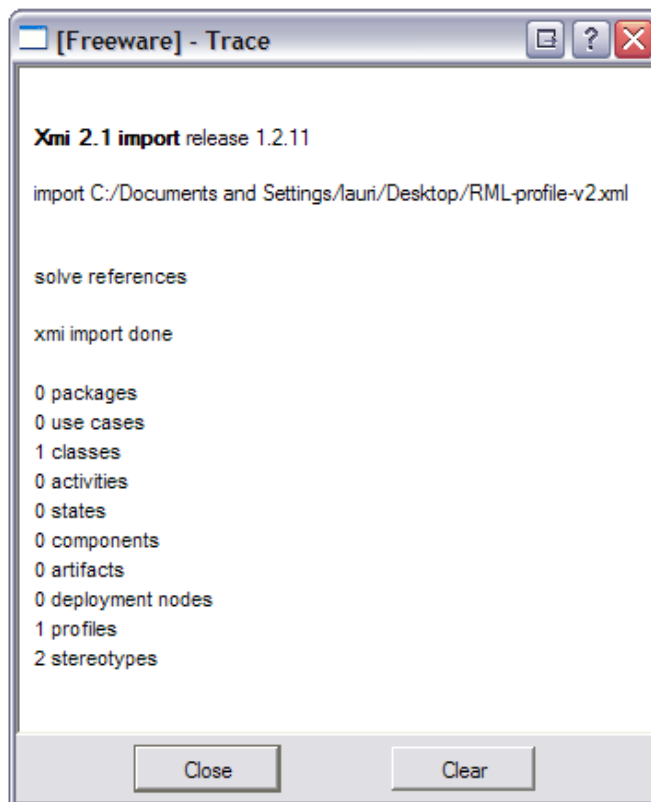 [Freeware] - Trace
Xmi 2.1 import release 1.2.11
import C:/Documents and Settings/lauri/Desktop/RML-profile-v2.xml
solve references
xmi import done
0 packages
0 use cases
1 classes
0 activities
0 states
0 components
0 artifacts
0 deployment nodes
1 profiles
2 stereotypes
Close
Clear